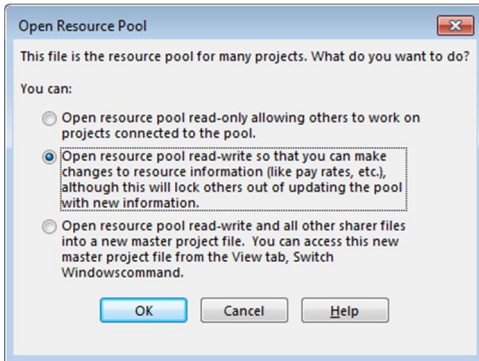 Open Resource Pool
This file is the resource pool for many projects. What do you want to do?
You can:
Open resource pool read-only allowing others to work on
projects connected to the pool.
Open resource pool read-write so that you can make
changes to resource information (like pay rates, etc.),
although this will lock others out of updating the pool
with new information.
Open resource pool read-write and all other sharer files
into a new master project file. You can access this new
master project file from the View tab, Switch
Windowscommand.
OK Cancel Help